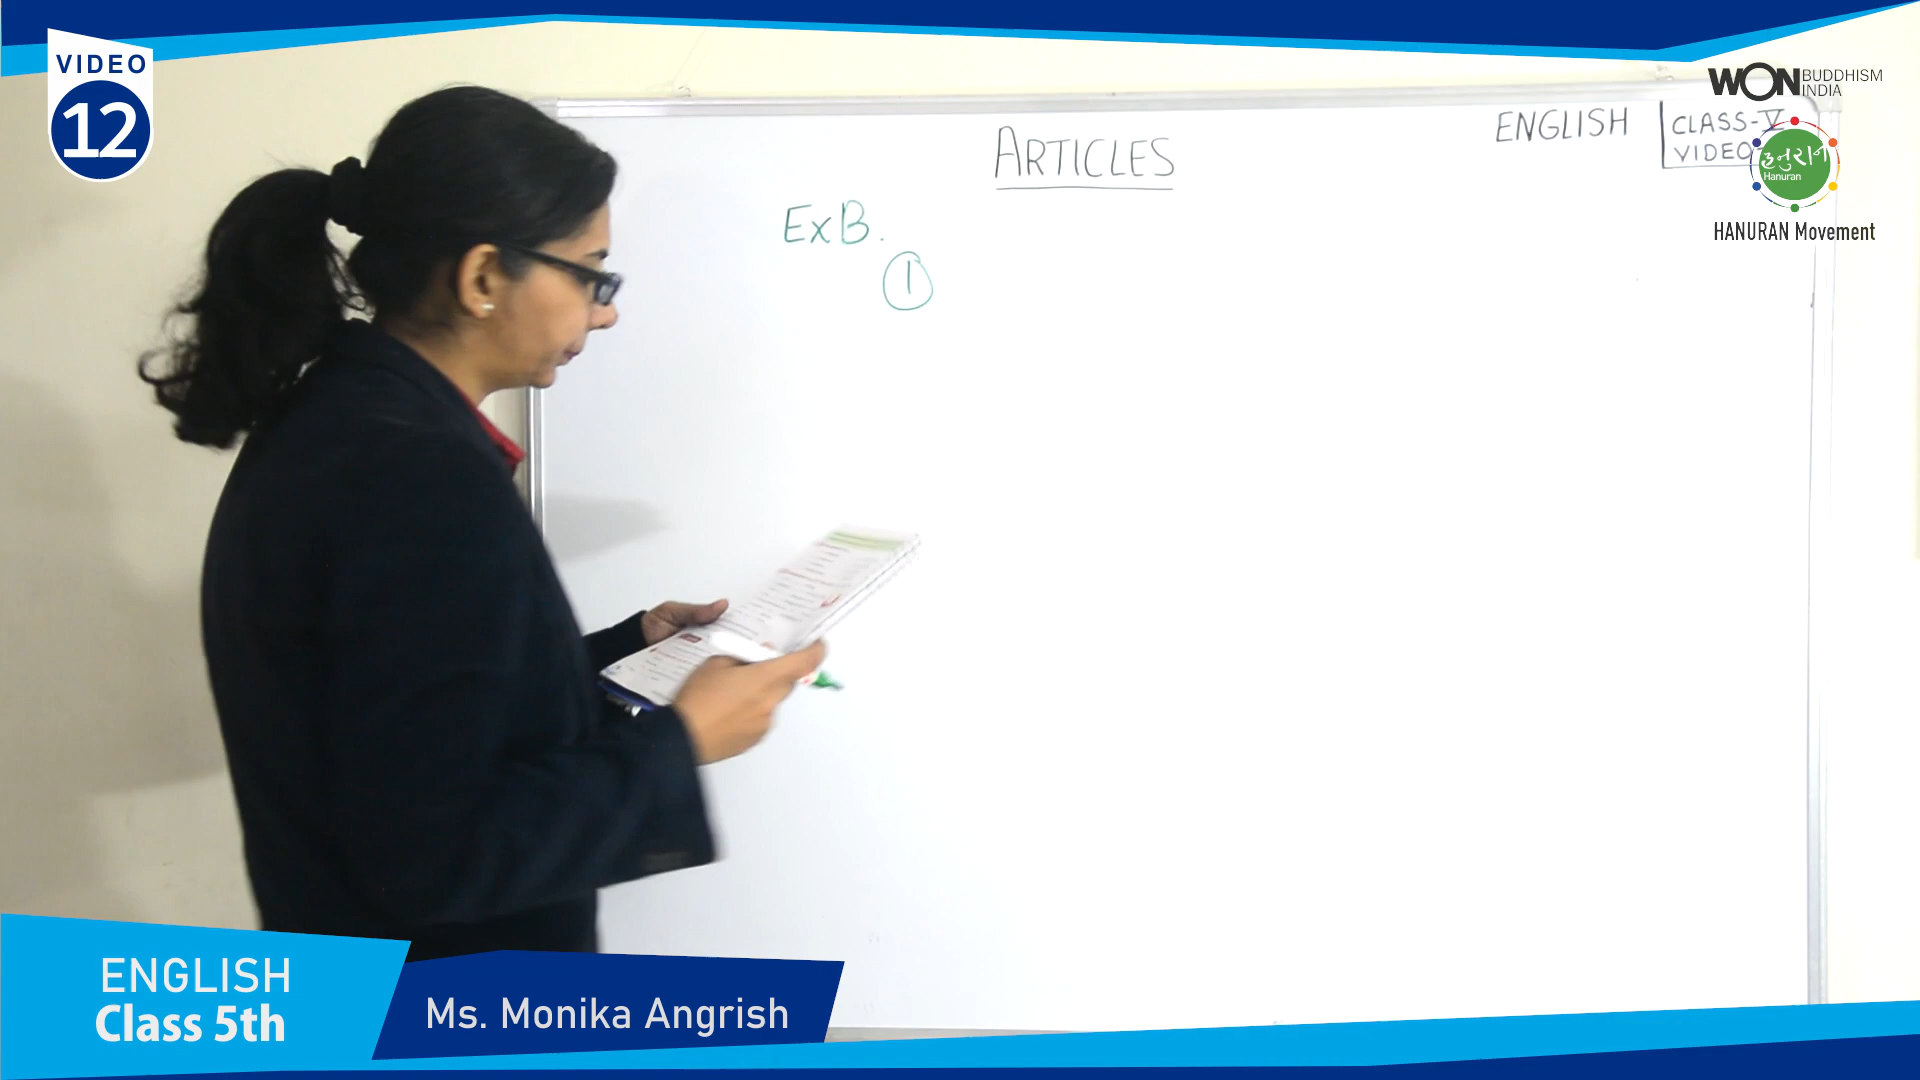 VIDEO
12
WON BUDDHISM
INDIA
ENGLISH
CLASS-V
VIDEO
ARTICLES
हनुरान
Hanuran
HANURAN Movement
Ex B.
1
ENGLISH
Class 5th
Ms. Monika Angrish